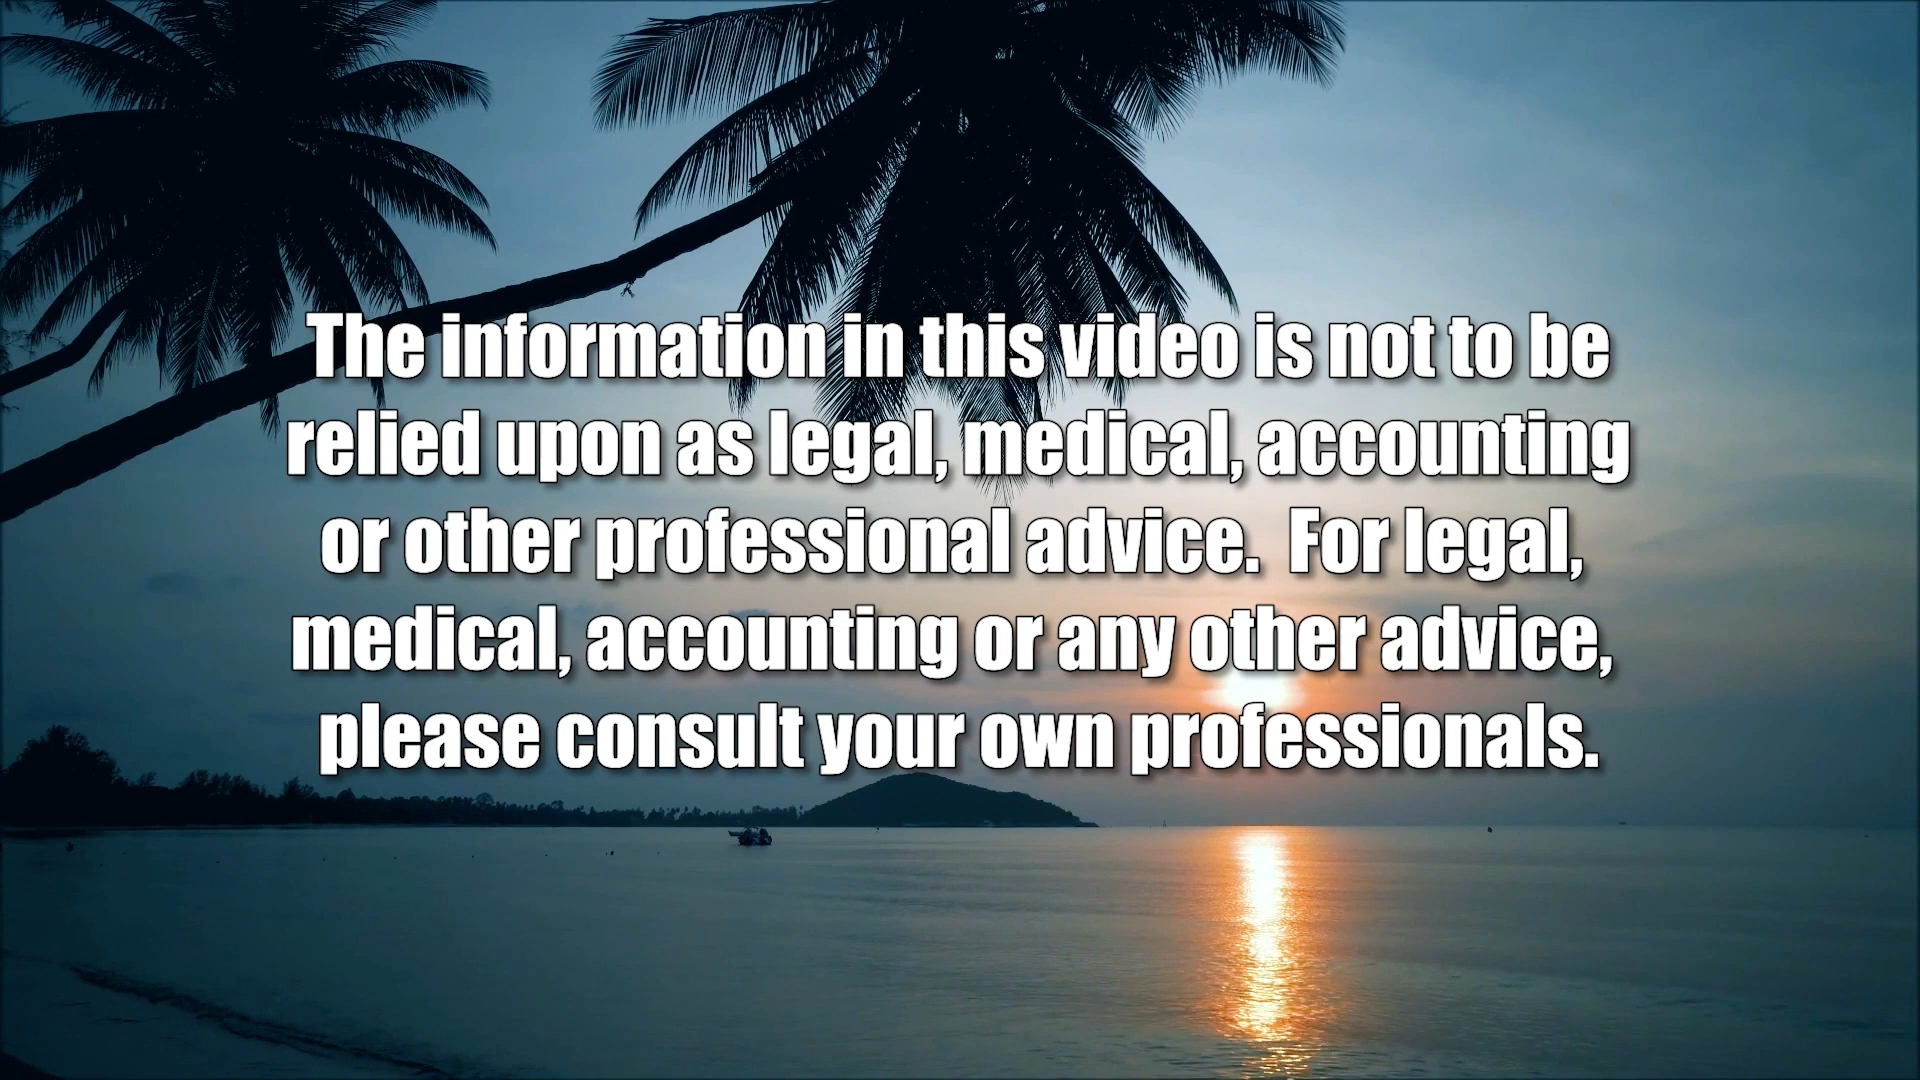 The information in this video is not to be
relied upon as legal, medical, accounting
or other professional advice.  For legal,
medical, accounting or any other advice,
please consult your own professionals.